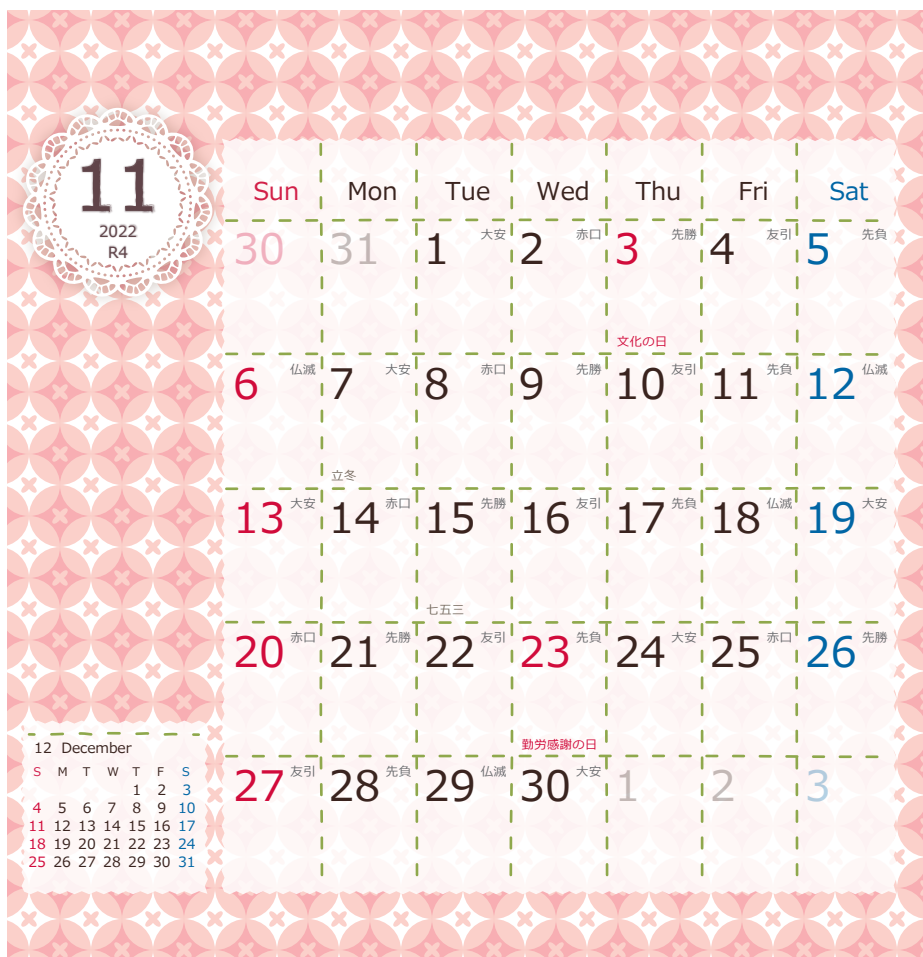 11
2022
R4
Sun Mon Tue Wed Thu Fri Sat
30 31 1 大安 2 赤口 3 先勝 4 友引 5 先負
文化の日
6 仏滅 7 大安 8 赤口 9 先勝 10 友引 11 先負 12 仏滅
立冬
13 大安 14 赤口 15 先勝 16 友引 17 先負 18 仏滅 19 大安
七五三
20 赤口 21 先勝 22 友引 23 先負 24 大安 25 赤口 26 先勝
勤労感謝の日
27 友引 28 先負 29 仏滅 30 大安 1 2 3
12 December
S M T W T F S
1 2 3
4 5 6 7 8 9 10
11 12 13 14 15 16 17
18 19 20 21 22 23 24
25 26 27 28 29 30 31